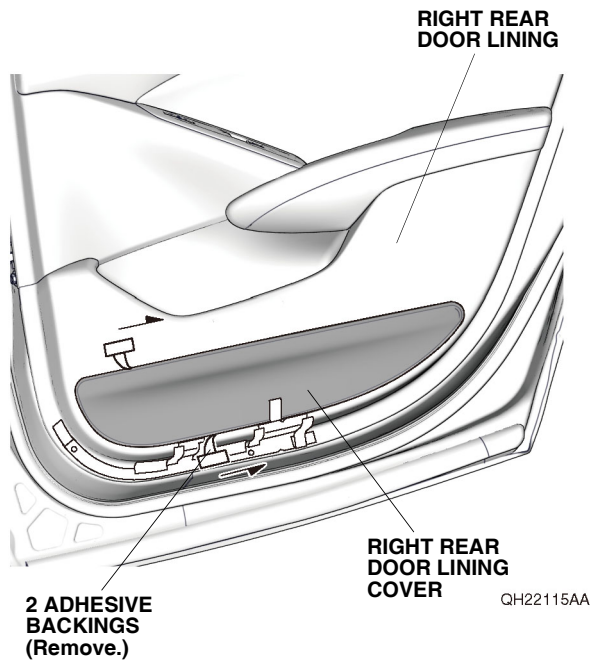 RIGHT REAR
DOOR LINING
RIGHT REAR
DOOR LINING
COVER
QH22115AA
2 ADHESIVE
BACKINGS
(Remove.)